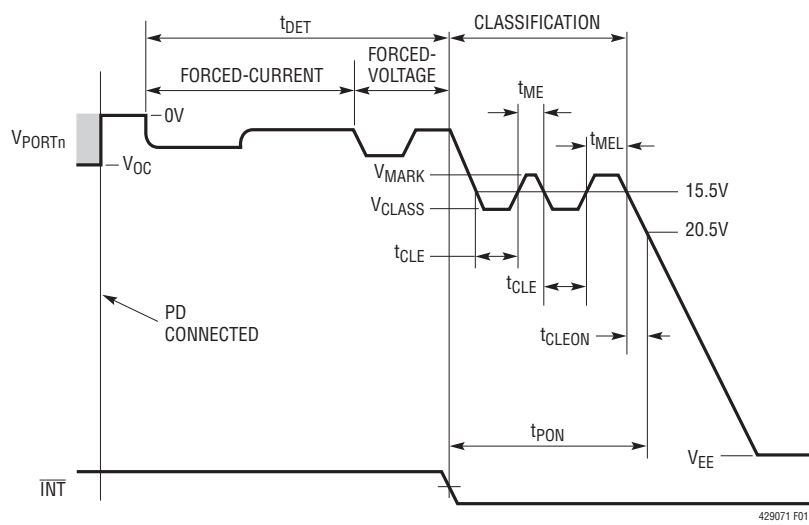 tDET
CLASSIFICATION
FORCED-CURRENT
FORCED-
VOLTAGE
tME
0V
VPORTn
tMEL
VOC
VMARK
15.5V
VCLASS
20.5V
tCLE
tCLE
PD
CONNECTED
tCLEON
tPON
VEE
INT
429071 F01